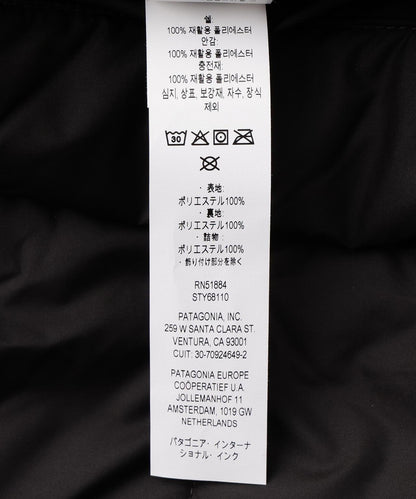 셸
100% 재활용 폴리에스터
안감:
100% 재활용 폴리에스터
충전재:
100% 재활용 폴리에스터
심지, 상표, 보강재, 자수, 장식
제외
30
· 表地:
ポリエステル100%
· 裏地
ポリエステル100%
· 詰物:
ポリエステル100%
· 飾り付け部分を除く
RN51884
STY68110
PATAGONIA, INC.
259 W SANTA CLARA ST.
VENTURA, CA 93001
CUIT: 30-70924649-2
PATAGONIA EUROPE
COÖPERATIEF U.A.
JOLLEMANHOF 11
AMSTERDAM, 1019 GW
NETHERLANDS
パタゴニア・インターナ
ショナル・インク